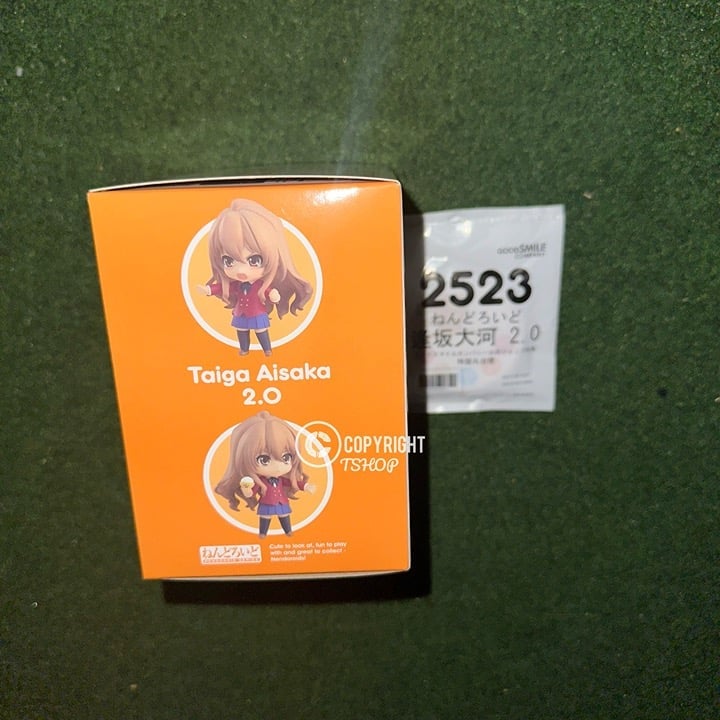 Taiga Aisaka
2.0
COPYRIGHT
TSHOP
ねんどろいど
Cute to look at, fun to play
with and great to collect -
Nendoroids!
GOODSMILE
COMPANY
2523
ねんどろいど
逢坂大河 2.0